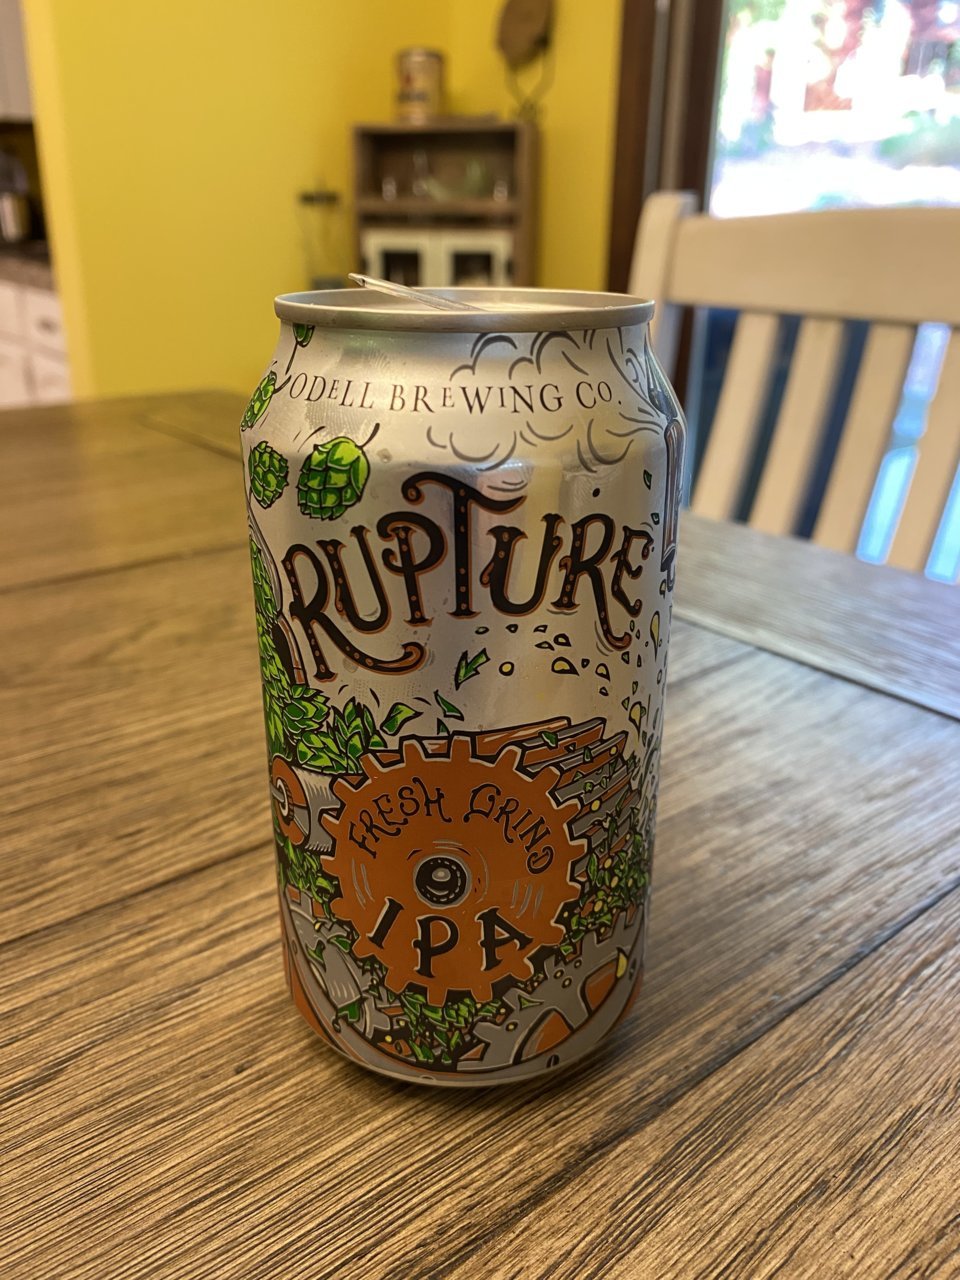 ODELL BREWING CO.
RUPTURE
FRESH GRIND
IPA